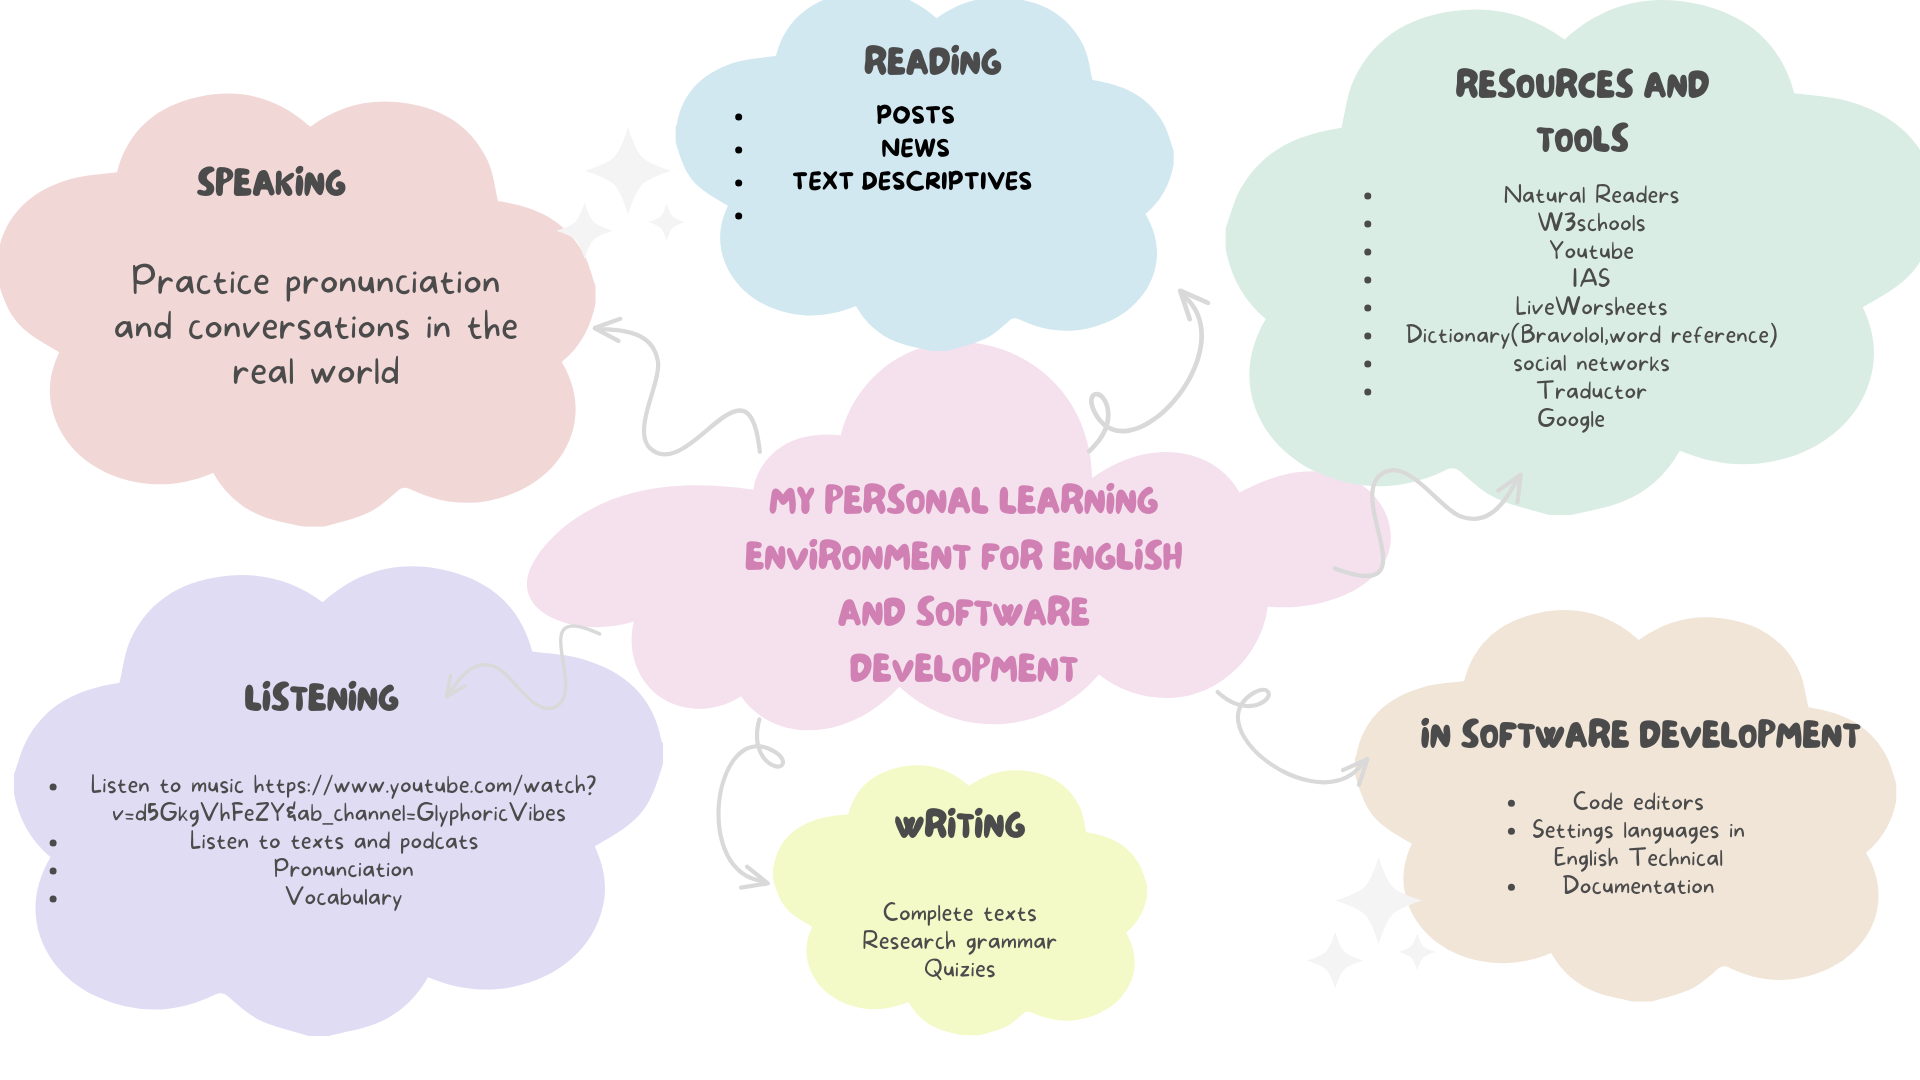 READING
• POSTS
• NEWS
• TEXT DESCRIPTIVES
•
RESOURCES AND
TOOLS
• Natural Readers
• W3schools
• Youtube
• IAS
• LiveWorsheets
• Dictionary(Bravolol,word reference)
• social networks
• Traductor
Google
SPEAKING
Practice pronunciation
and conversations in the
real world
MY PERSONAL LEARNING
ENVIRONMENT FOR ENGLISH
AND SOFTWARE
DEVELOPMENT
LISTENING
• Listen to music https://www.youtube.com/watch?
v=d5GkgVhFeZY&ab_channel=GlyphoricVibes
• Listen to texts and podcats
• Pronunciation
• Vocabulary
WRITING
Complete texts
Research grammar
Quizies
IN SOFTWARE DEVELOPMENT
• Code editors
• Settings languages in
English Technical
• Documentation